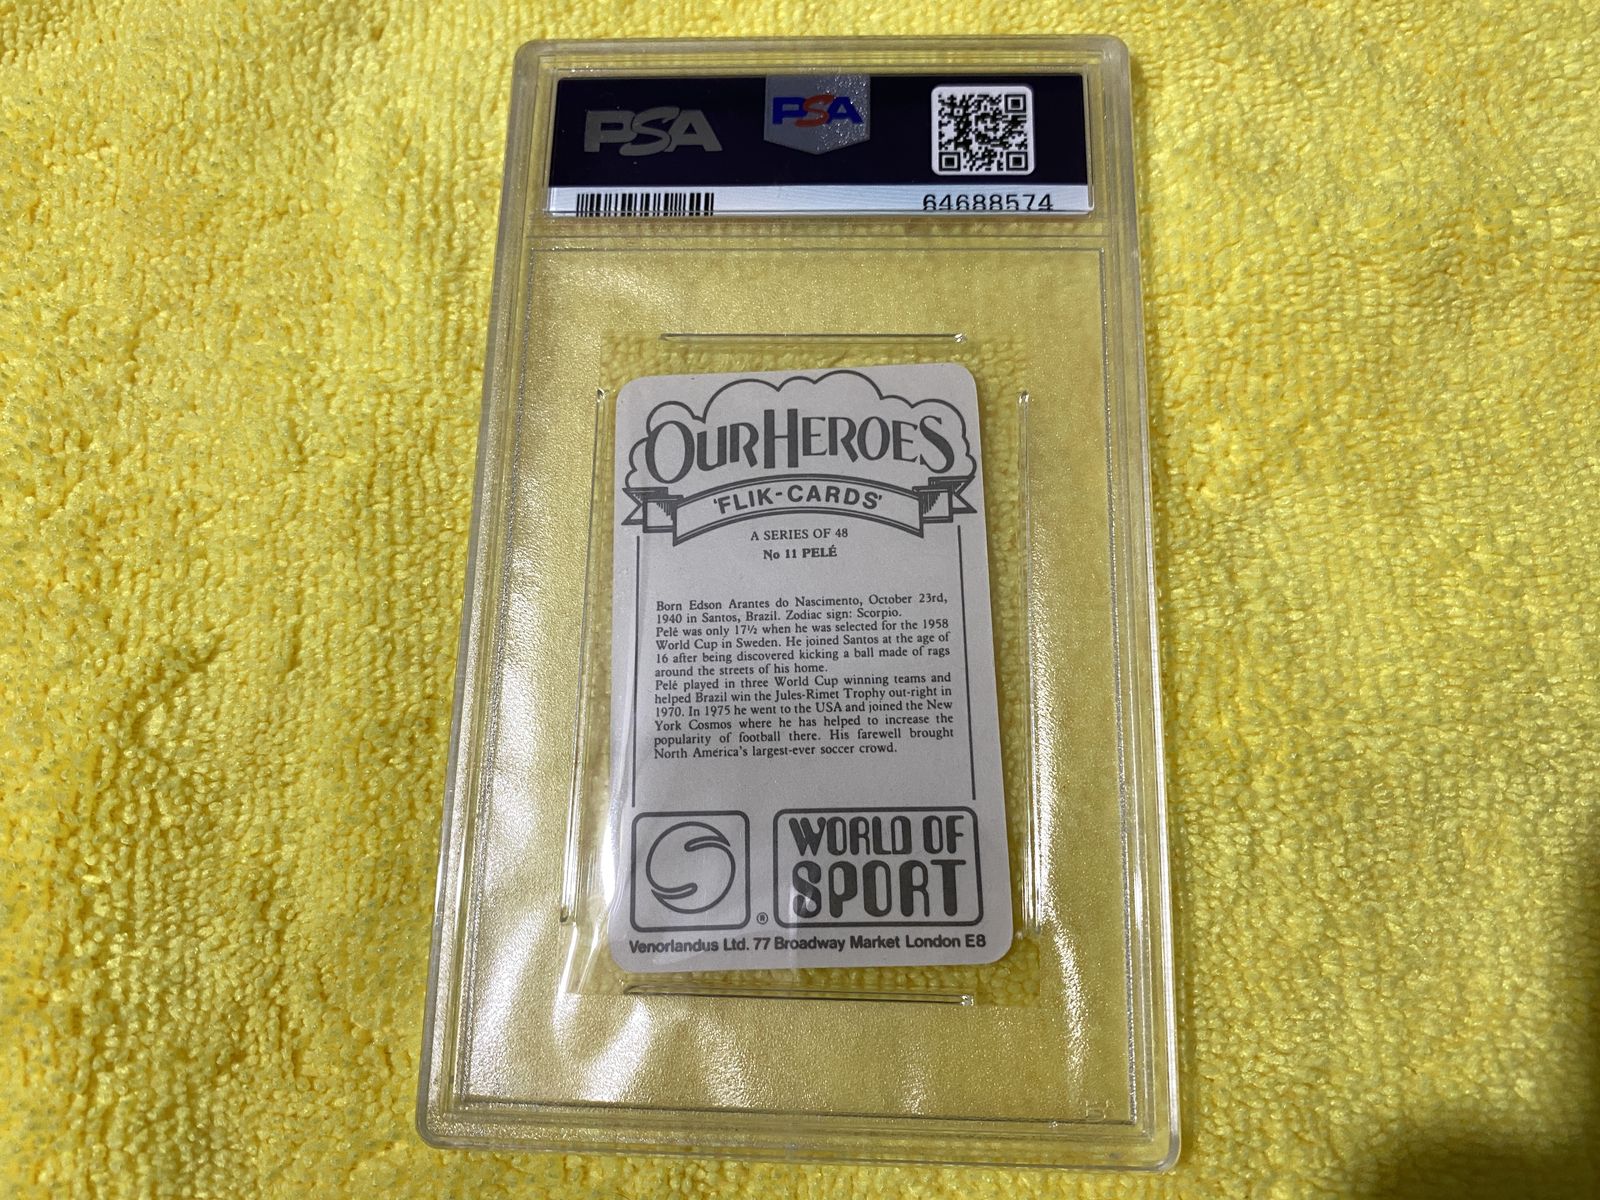 PSA
PSA
64688574
OUR HEROES
'FLIK-CARDS'
A SERIES OF 48
No 11 PELÉ
Born Edson Arantes do Nascimento, October 23rd,
1940 in Santos, Brazil. Zodiac sign: Scorpio.
Pelé was only 17½ when he was selected for the 1958
World Cup in Sweden. He joined Santos at the age of
16 after being discovered kicking a ball made of rags
around the streets of his home.
Pelé played in three World Cup winning teams and
helped Brazil win the Jules-Rimet Trophy out-right in
1970. In 1975 he went to the USA and joined the New
York Cosmos where he has helped to increase the
popularity of football there. His farewell brought
North America's largest-ever soccer crowd.
WORLD OF
SPORT
®
Venorlandus Ltd. 77 Broadway Market London E8